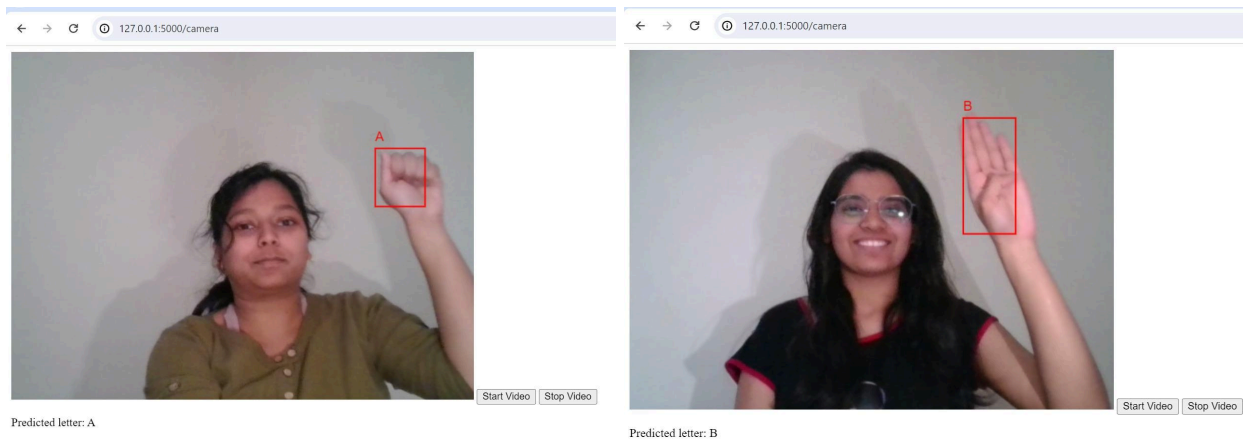 127.0.0.1:5000/camera
A
Start Video Stop Video
Predicted letter: A
127.0.0.1:5000/camera
B
Start Video Stop Video
Predicted letter: B